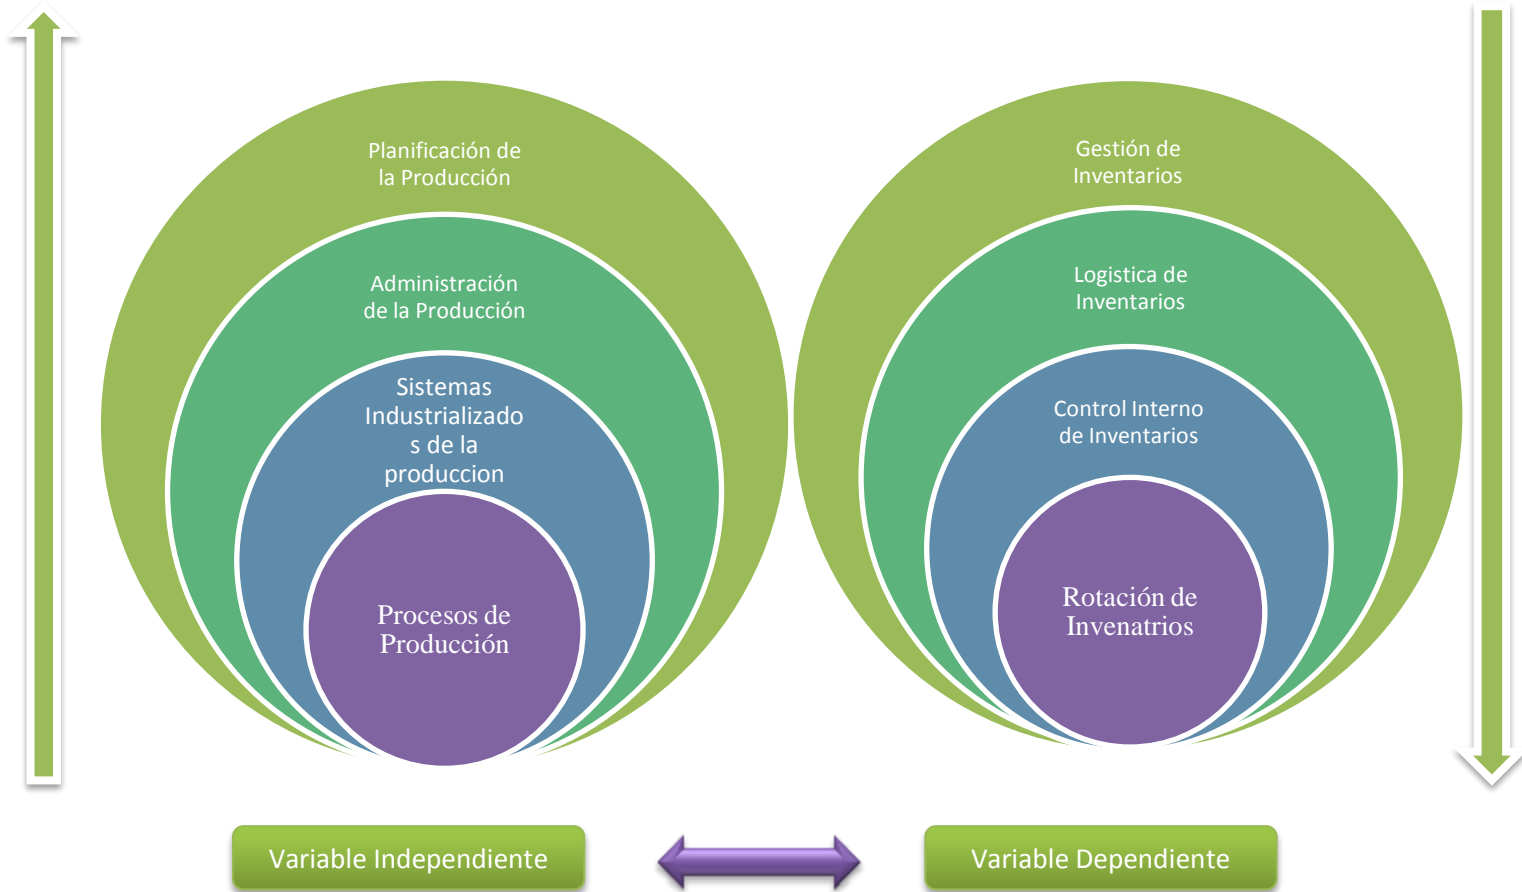 Planificación de
la Producción
Administración
de la Producción
Sistemas
Industrializado
s de la
produccion
Procesos de
Producción
Gestión de
Inventarios
Logistica de
Inventarios
Control Interno
de Inventarios
Rotación de
Invenatrios
Variable Independiente
Variable Dependiente